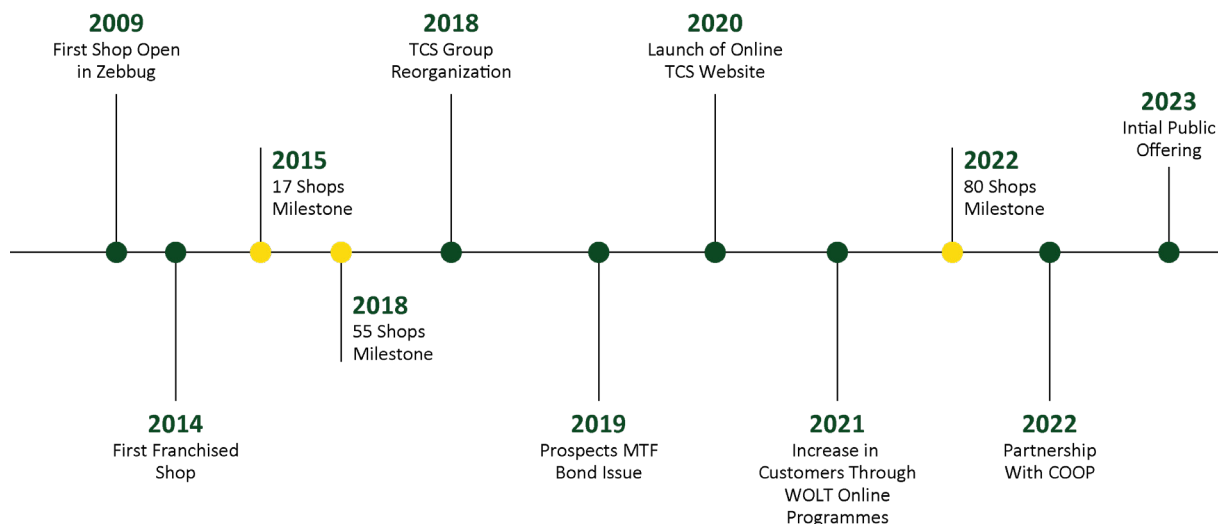 2009
First Shop Open
in Zebbug
2014
First Franchised
Shop
2015
17 Shops
Milestone
2018
55 Shops
Milestone
2018
TCS Group
Reorganization
2019
Prospects MTF
Bond Issue
2020
Launch of Online
TCS Website
2021
Increase in
Customers Through
WOLT Online
Programmes
2022
80 Shops
Milestone
2022
Partnership
With COOP
2023
Intial Public
Offering